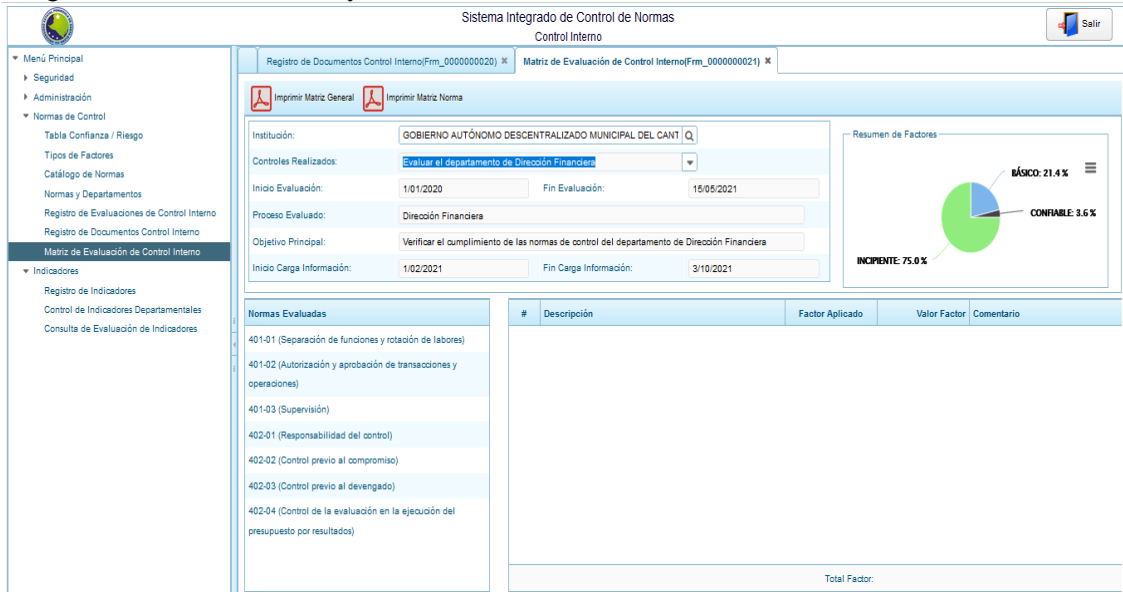 Sistema Integrado de Control de Normas
Control Interno
Salir
Menú Principal
Seguridad
Administración
Normas de Control
Tabla Confianza / Riesgo
Tipos de Factores
Catálogo de Normas
Normas y Departamentos
Registro de Evaluaciones de Control Interno
Registro de Documentos Control Interno
Matriz de Evaluación de Control Interno
Indicadores
Registro de Indicadores
Control de Indicadores Departamentales
Consulta de Evaluación de Indicadores
Registro de Documentos Control Interno(Frm_0000000020)
Matriz de Evaluación de Control Interno(Frm_0000000021)
Imprimir Matriz General
Imprimir Matriz Norma
Institución: GOBIERNO AUTÓNOMO DESCENTRALIZADO MUNICIPAL DEL CANT
Controles Realizados: Evaluar el departamento de Dirección Financiera
Inicio Evaluación: 1/01/2020 Fin Evaluación: 15/05/2021
Proceso Evaluado: Dirección Financiera
Objetivo Principal: Verificar el cumplimiento de las normas de control del departamento de Dirección Financiera
Inicio Carga Información: 1/02/2021 Fin Carga Información: 3/10/2021
Resumen de Factores
BÁSICO: 21.4 %
CONFIABLE: 3.6 %
INCIPIENTE: 75.0 %
Normas Evaluadas
401-01 (Separación de funciones y rotación de labores)
401-02 (Autorización y aprobación de transacciones y
operaciones)
401-03 (Supervisión)
402-01 (Responsabilidad del control)
402-02 (Control previo al compromiso)
402-03 (Control previo al devengado)
402-04 (Control de la evaluación en la ejecución del
presupuesto por resultados)
# Descripción Factor Aplicado Valor Factor Comentario
Total Factor: